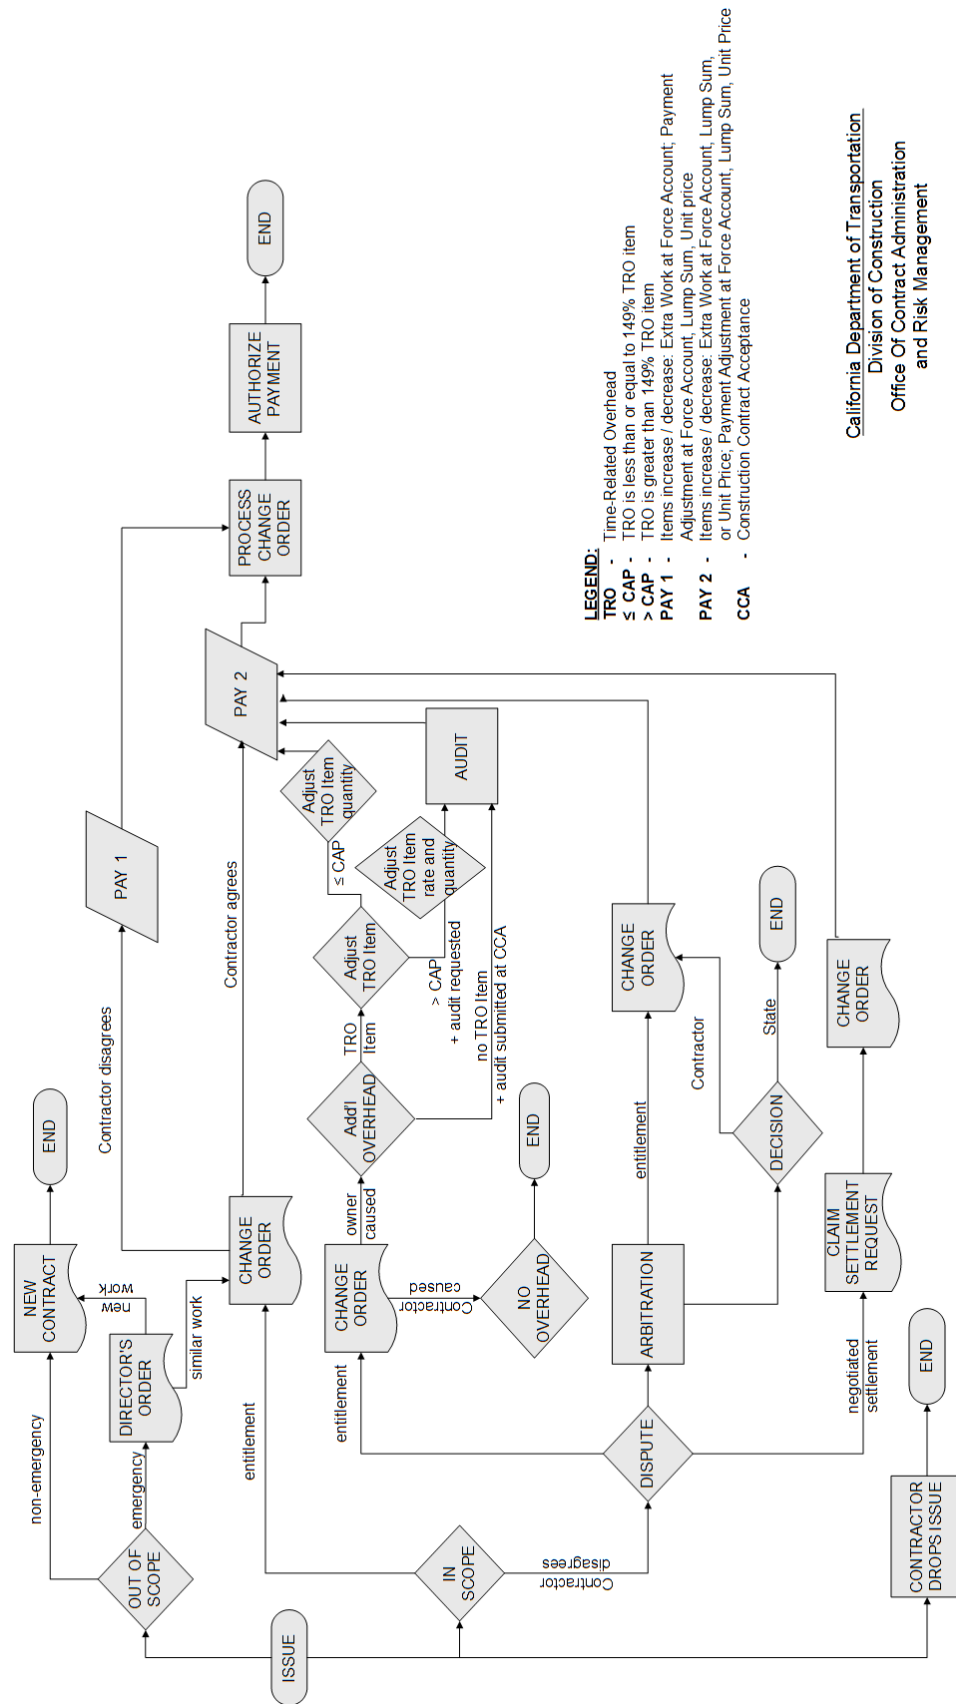 ISSUE
OUT OF
SCOPE
non-emergency
emergency
NEW
CONTRACT
END
DIRECTOR'S
ORDER
new
work
similar work
IN
SCOPE
entitlement
CHANGE
ORDER
Contractor disagrees
PAY 1
Contractor agrees
PAY 2
PROCESS
CHANGE
ORDER
AUTHORIZE
PAYMENT
END
Contractor
disagrees
DISPUTE
entitlement
CHANGE
ORDER
owner
caused
Contractor
caused
NO
OVERHEAD
END
Add'l
OVERHEAD
TRO
Item
Adjust
TRO Item
≤ CAP
Adjust
TRO Item
quantity
> CAP
+ audit requested
Adjust
TRO Item
rate and
quantity
no TRO Item
+ audit submitted at CCA
AUDIT
ARBITRATION
entitlement
CHANGE
ORDER
DECISION
Contractor
State
END
negotiated
settlement
CLAIM
SETTLEMENT
REQUEST
CHANGE
ORDER
CONTRACTOR
DROPS ISSUE
END
LEGEND:
TRO - Time-Related Overhead
≤ CAP - TRO is less than or equal to 149% TRO item
> CAP - TRO is greater than 149% TRO item
PAY 1 - Items increase / decrease: Extra Work at Force Account; Payment
Adjustment at Force Account, Lump Sum, Unit price
PAY 2 - Items increase / decrease: Extra Work at Force Account, Lump Sum,
or Unit Price; Payment Adjustment at Force Account, Lump Sum, Unit Price
CCA - Construction Contract Acceptance
California Department of Transportation
Division of Construction
Office Of Contract Administration
and Risk Management